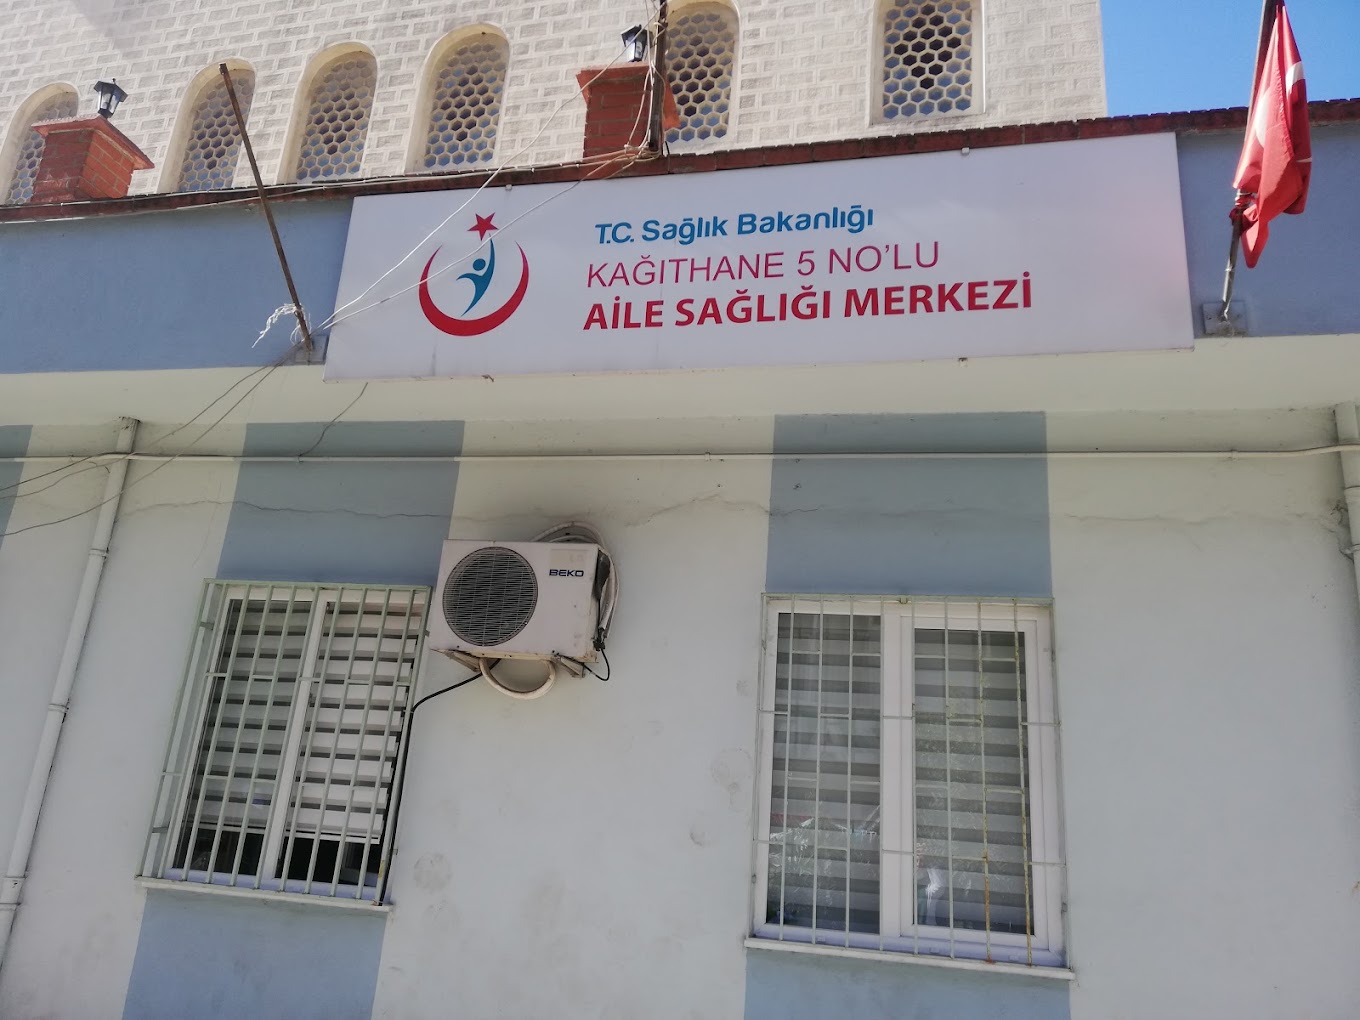 T.C. Sağlık Bakanlığı
KAĞITHANE 5 NO'LU
AİLE SAĞLIĞI MERKEZİ
BEKO